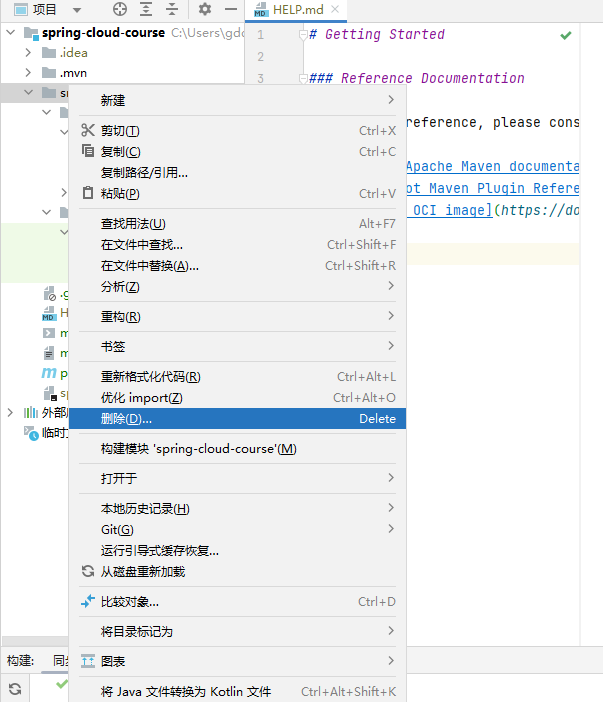 项目
HELP.md
spring-cloud-course C:\Users\gdc
.idea
.mvn
1
# Getting Started
2
3
### Reference Documentation
reference, please cons
Apache Maven documenta
ot Maven Plugin Refere
OCI image](https://do
新建
剪切(T) Ctrl+X
复制(C) Ctrl+C
复制路径/引用...
粘贴(P) Ctrl+V
查找用法(U) Alt+F7
在文件中查找... Ctrl+Shift+F
在文件中替换(A)... Ctrl+Shift+R
分析(Z)
重构(R)
书签
重新格式化代码(R) Ctrl+Alt+L
优化 import(Z) Ctrl+Alt+O
删除(D)... Delete
构建模块 'spring-cloud-course'(M)
打开于
本地历史记录(H)
Git(G)
运行引导式缓存恢复...
从磁盘重新加载
比较对象... Ctrl+D
将目录标记为
图表
将 Java 文件转换为 Kotlin 文件 Ctrl+Alt+Shift+K
外部
临时
构建: